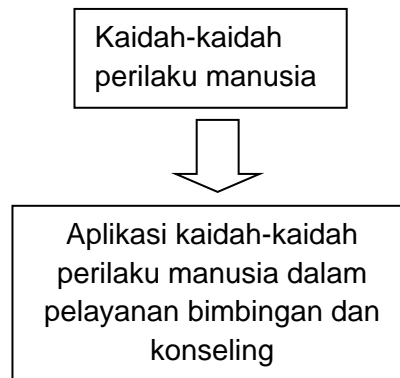 Kaidah-kaidah
perilaku manusia
Aplikasi kaidah-kaidah
perilaku manusia dalam
pelayanan bimbingan dan
konseling